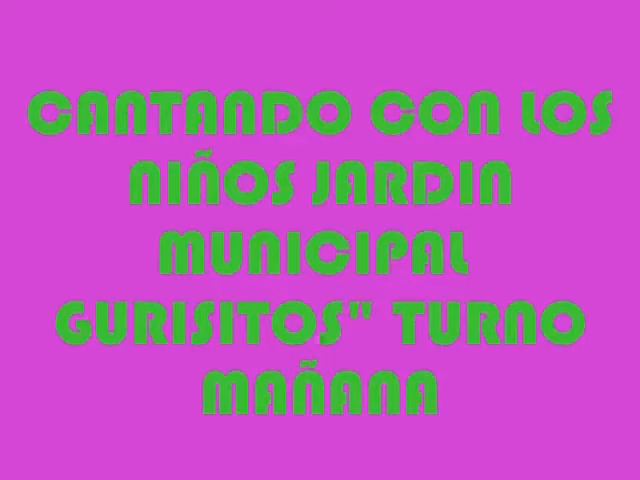 CANTANDO CON LOS
NIÑOS JARDIN
MUNICIPAL
GURISITOS" TURNO
MAÑANA